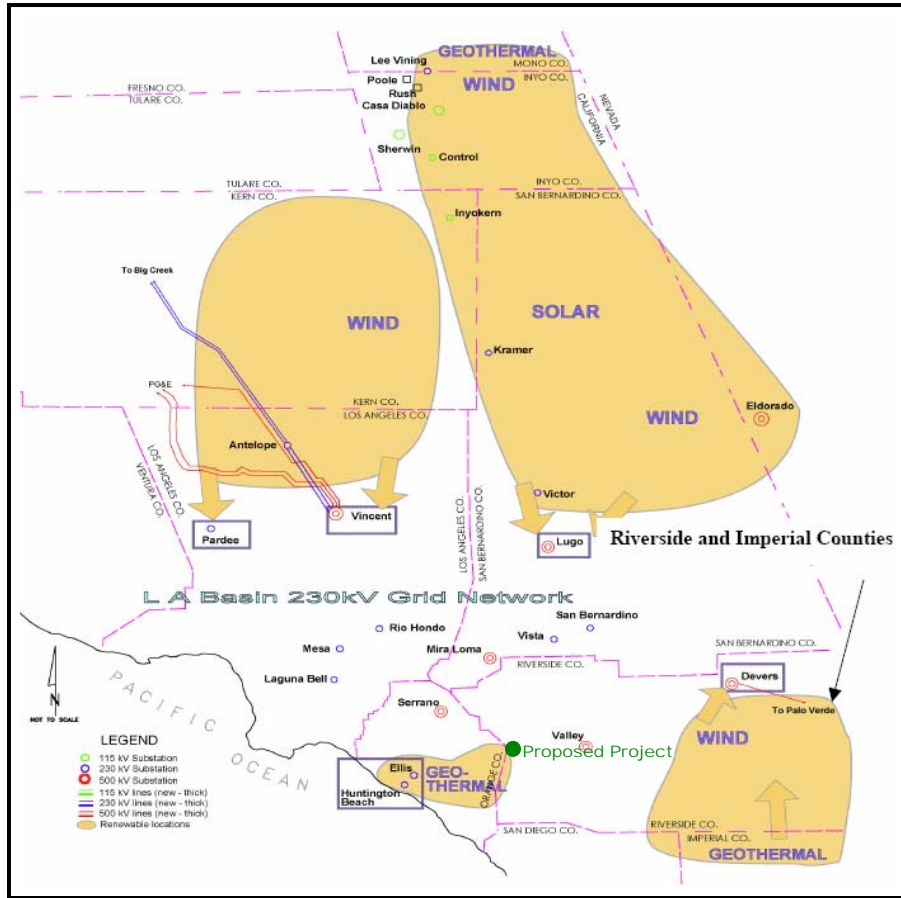 GEOTHERMAL
Lee Vining
MONO CO.
INYO CO.
Poole
WIND
Rush
FRESNO CO.
TULARE CO.
Casa Diablo
NEVADA
CALIFORNIA
Sherwin
Control
TULARE CO.
KERN CO.
INYO CO.
SAN BERNARDINO CO.
Inyokern
To Big Creek
WIND
SOLAR
Kramer
PG&E
KERN CO.
LOS ANGELES CO.
WIND
Eldorado
Antelope
LOS ANGELES CO.
VENTURA CO.
Victor
Vincent
Pardee
Lugo
LOS ANGELES CO.
SAN BERNARDINO CO.
Riverside and Imperial Counties
L A Basin 230kV Grid Network
San Bernardino
Rio Hondo
Vista
Mesa
Mira Loma
RIVERSIDE CO.
SAN BERNARDINO CO.
Laguna Bell
Devers
N
NOT TO SCALE
PACIFIC OCEAN
Serrano
To Palo Verde
Valley
WIND
Proposed Project
LEGEND
115 kV Substation
230 kV Substation
500 kV Substation
115 kV lines (new - thick)
230 kV lines (new - thick)
500 kV lines (new - thick)
Renewable locations
Ellis
GEO-
THERMAL
ORANGE CO.
Huntington
Beach
SAN DIEGO CO.
RIVERSIDE CO.
IMPERIAL CO.
GEOTHERMAL